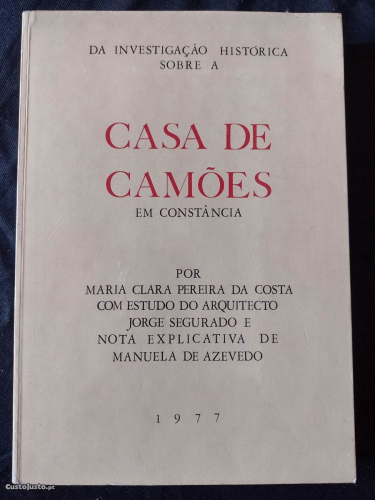 DA INVESTIGAÇÃO HISTÓRICA
SOBRE A
CASA DE
CAMÕES
EM CONSTÂNCIA
POR
MARIA CLARA PEREIRA DA COSTA
COM ESTUDO DO ARQUITECTO
JORGE SEGURADO E
NOTA EXPLICATIVA DE
MANUELA DE AZEVEDO
1977
CustoJusto.pt